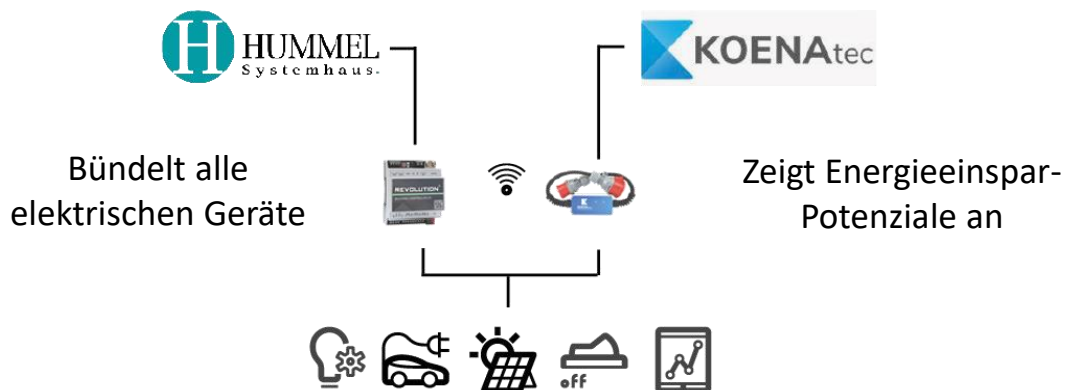 HUMMEL
Systemhaus
KOENAtec
Bündelt alle
elektrischen Geräte
Zeigt Energieeinspar-
Potenziale an
REVOLUTION
off